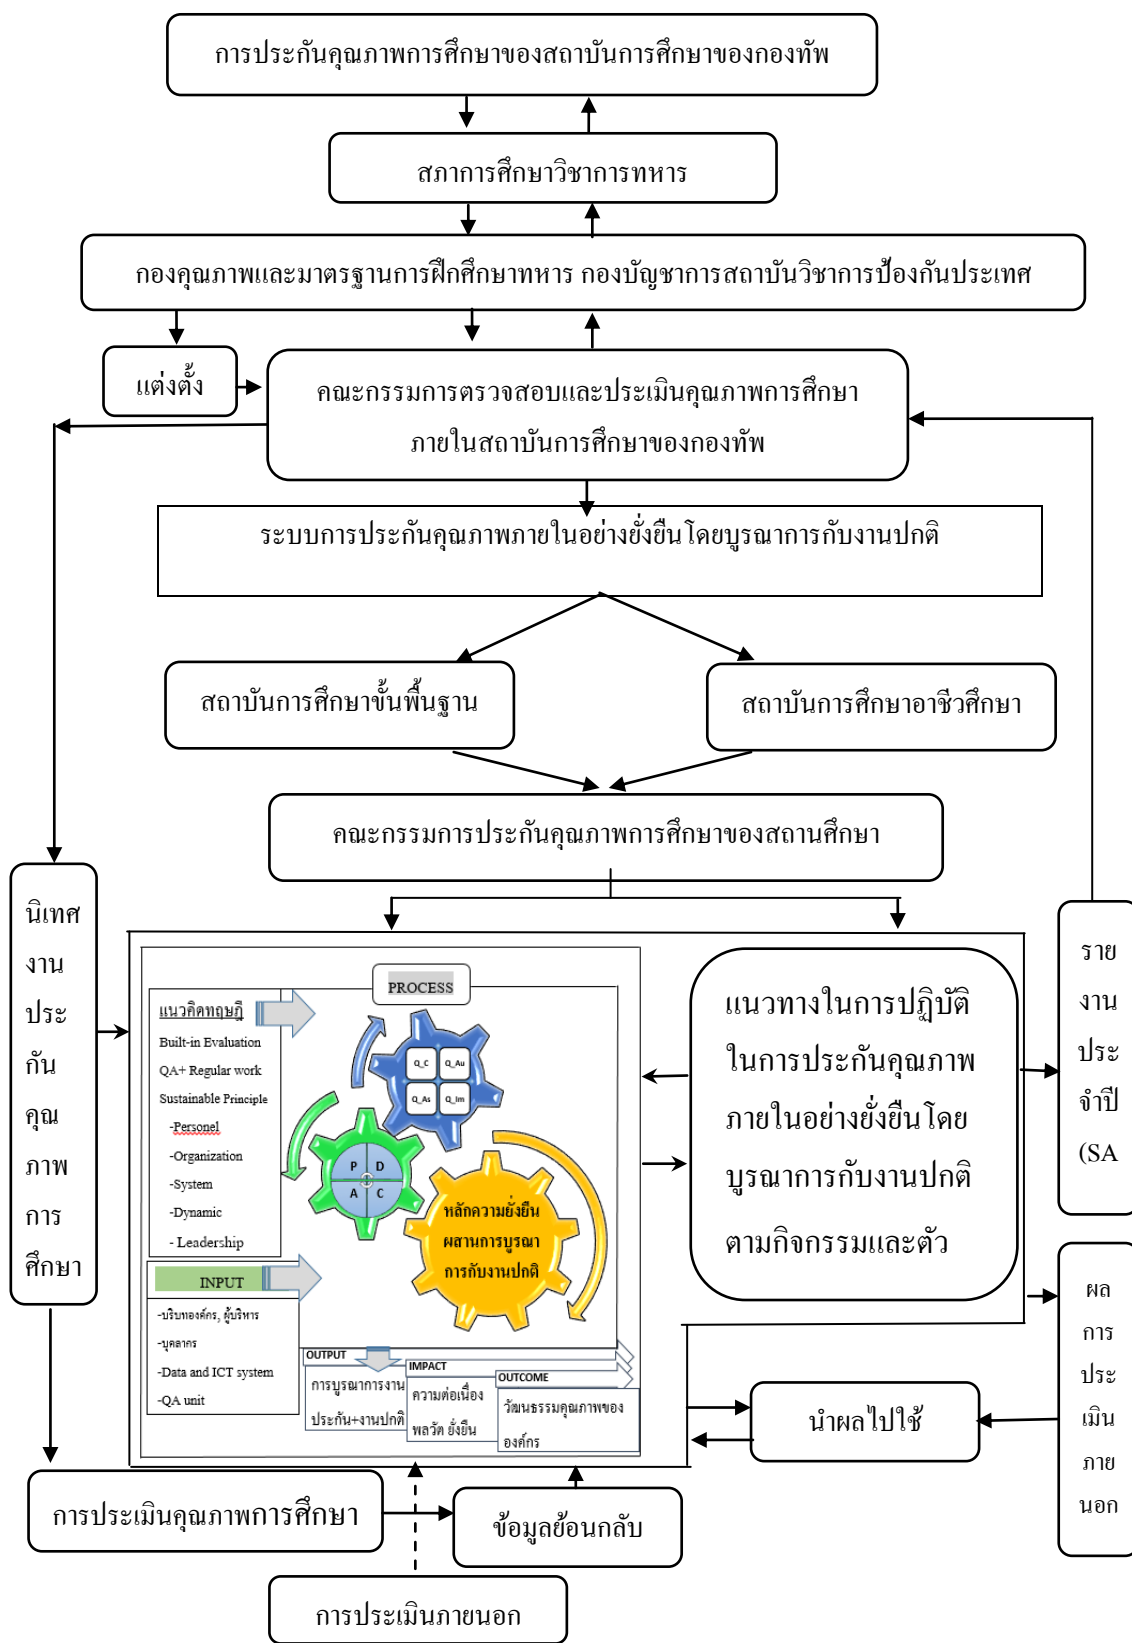 การประกันคุณภาพการศึกษาของสถาบันการศึกษาของกองทัพ
สภาการศึกษาวิชาการทหาร
กองคุณภาพและมาตรฐานการฝึกศึกษาทหาร กองบัญชาการสถาบันวิชาการป้องกันประเทศ
แต่งตั้ง
คณะกรรมการตรวจสอบและประเมินคุณภาพการศึกษา
ภายในสถาบันการศึกษาของกองทัพ
ระบบการประกันคุณภาพภายในอย่างยั่งยืนโดยบูรณาการกับงานปกติ
สถาบันการศึกษาขั้นพื้นฐาน
สถาบันการศึกษาอาชีวศึกษา
คณะกรรมการประกันคุณภาพการศึกษาของสถานศึกษา
นิเทศ
งาน
ประ
กัน
คุณ
ภาพ
การ
ศึกษา
PROCESS
แนวคิดทฤษฎี
Built-in Evaluation
QA+ Regular work
Sustainable Principle
-Personel
-Organization
-System
-Dynamic
- Leadership
Q_C
Q_Au
Q_As
Q_Im
P D
A C
หลักความยั่งยืน
ผสานการบูรณา
การกับงานปกติ
INPUT
-บริบทองค์กร, ผู้บริหาร
-บุคลากร
-Data and ICT system
-QA unit
OUTPUT
การบูรณาการงาน
ประกัน+งานปกติ
IMPACT
ความต่อเนื่อง
พลวัต ยั่งยืน
OUTCOME
วัฒนธรรมคุณภาพของ
องค์กร
แนวทางในการปฏิบัติ
ในการประกันคุณภาพ
ภายในอย่างยั่งยืนโดย
บูรณาการกับงานปกติ
ตามกิจกรรมและตัว
ราย
งาน
ประ
จำปี
(SA
ผล
การ
ประ
เมิน
ภาย
นอก
นำผลไปใช้
การประเมินคุณภาพการศึกษา
ข้อมูลย้อนกลับ
การประเมินภายนอก